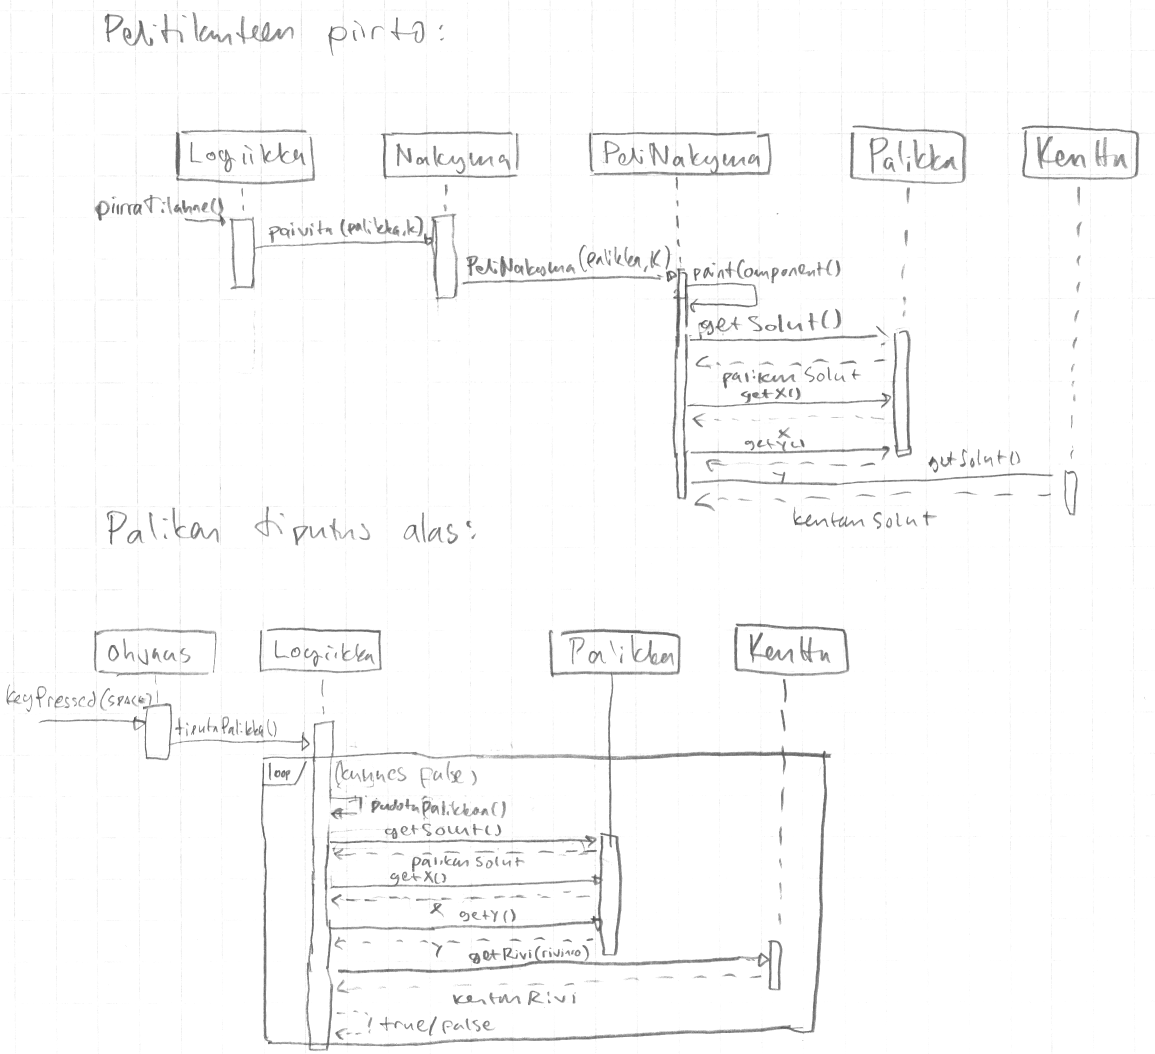 Pelitilanteen piirto:
Logiikka
Nakyma
PeliNakyma
Palikka
Kentta
piirraTilanne()
paivita(palikka,k)
PeliNakyma(palikka,k)
paintComponent()
getSolut()
palikan Solut
getX()
X
getY()
Y
getSolut()
kentan Solut
Palikan tiputus alas:
Ohjaus
Logiikka
Palikka
Kentta
keyPressed(SPACE)
tiputaPalikka()
loop
false)
pudotaPalikkaa()
getSolut()
palikan Solut
getX()
X
getY()
Y
getRivi(rivino)
kentan Rivi
true/false